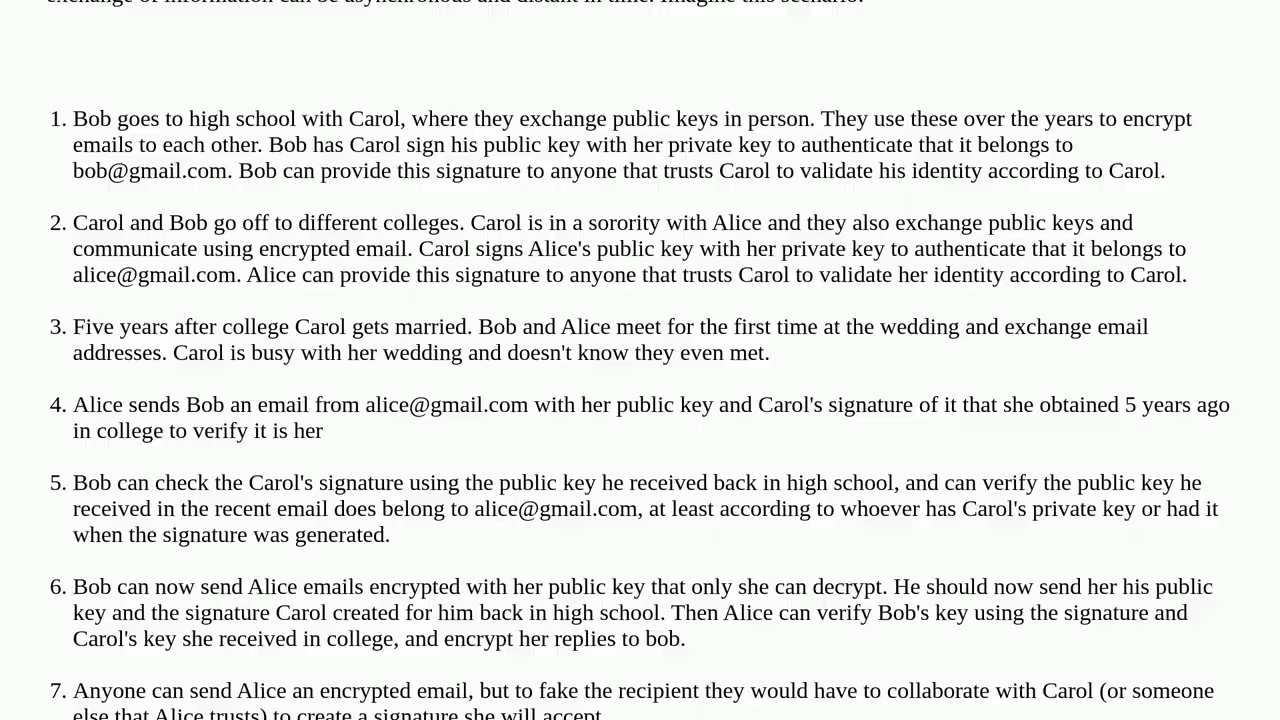 exchange of information can be asynchronous and distant in time. Imagine this scenario:
1. Bob goes to high school with Carol, where they exchange public keys in person. They use these over the years to encrypt
emails to each other. Bob has Carol sign his public key with her private key to authenticate that it belongs to
bob@gmail.com. Bob can provide this signature to anyone that trusts Carol to validate his identity according to Carol.
2. Carol and Bob go off to different colleges. Carol is in a sorority with Alice and they also exchange public keys and
communicate using encrypted email. Carol signs Alice's public key with her private key to authenticate that it belongs to
alice@gmail.com. Alice can provide this signature to anyone that trusts Carol to validate her identity according to Carol.
3. Five years after college Carol gets married. Bob and Alice meet for the first time at the wedding and exchange email
addresses. Carol is busy with her wedding and doesn't know they even met.
4. Alice sends Bob an email from alice@gmail.com with her public key and Carol's signature of it that she obtained 5 years ago
in college to verify it is her
5. Bob can check the Carol's signature using the public key he received back in high school, and can verify the public key he
received in the recent email does belong to alice@gmail.com, at least according to whoever has Carol's private key or had it
when the signature was generated.
6. Bob can now send Alice emails encrypted with her public key that only she can decrypt. He should now send her his public
key and the signature Carol created for him back in high school. Then Alice can verify Bob's key using the signature and
Carol's key she received in college, and encrypt her replies to bob.
7. Anyone can send Alice an encrypted email, but to fake the recipient they would have to collaborate with Carol (or someone
else that Alice trusts) to create a signature she will accept